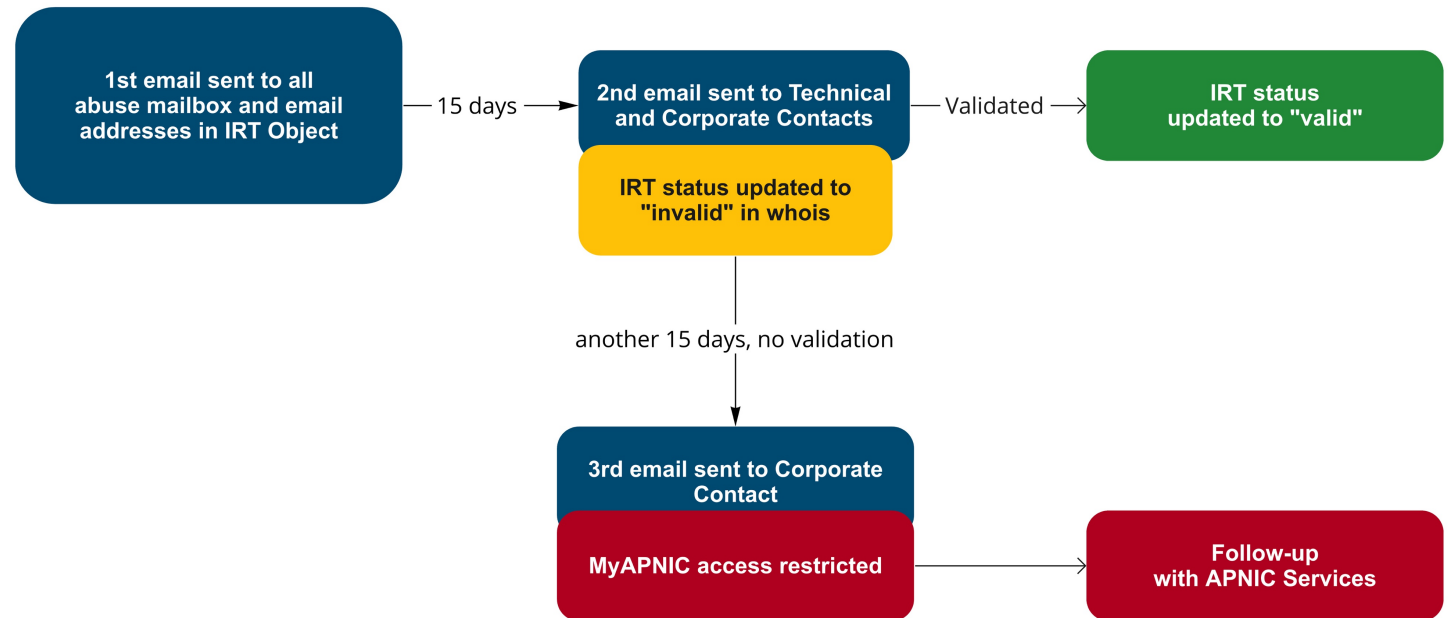 1st email sent to all
abuse mailbox and email
addresses in IRT Object
15 days
2nd email sent to Technical
and Corporate Contacts
Validated
IRT status
updated to "valid"
IRT status updated to
"invalid" in whois
another 15 days, no validation
3rd email sent to Corporate
Contact
MyAPNIC access restricted
Follow-up
with APNIC Services